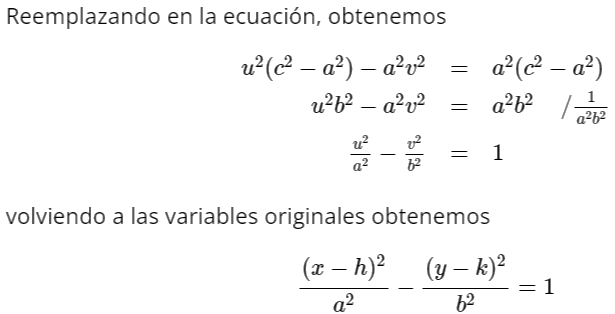 Reemplazando en la ecuación, obtenemos
u²(c² − a²) − a²v² = a²(c² − a²)
u²b² − a²v² = a²b² / 1/a²b²
u²/a² − v²/b² = 1
volviendo a las variables originales obtenemos
(x − h)²/a² − (y − k)²/b² = 1